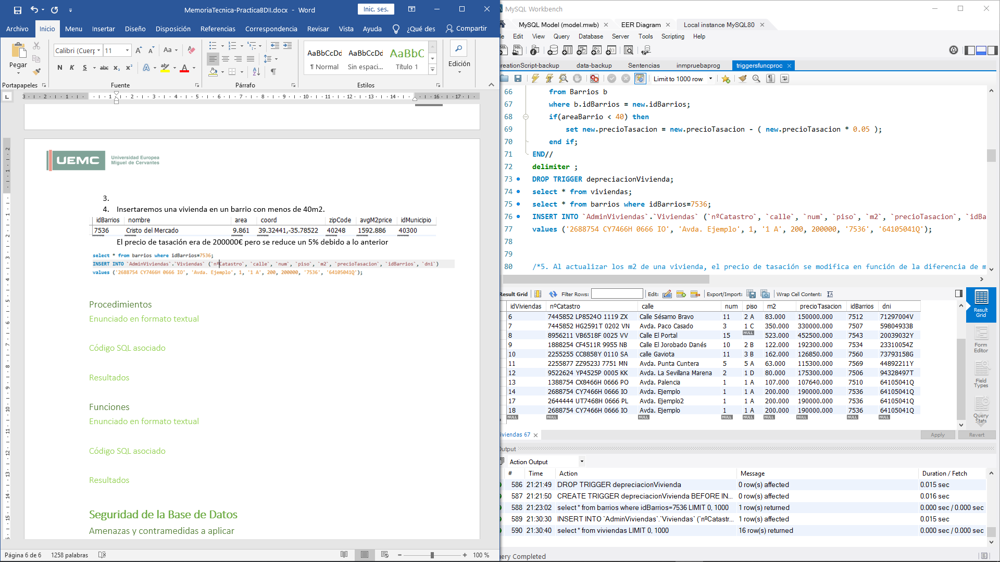 MemoriaTecnica-PracticaBDII.docx - Word
Inic. ses.
Archivo Inicio Menu Insertar Diseño Disposición Referencias Correspondencia Revisar Vista Ayuda ¿Qué des Compartir
Pegar
Calibri (Cuerp 11
N K S abc x₂ x²
AaBbCcDd AaBbCcDd AaBbC
¶ Normal Sin espaci... Título 1
Edición
Portapapeles Fuente Párrafo Estilos
UEMC Universidad Europea
Miguel de Cervantes
3.
4. Insertaremos una vivienda en un barrio con menos de 40m2.
idBarrios nombre area coord zipCode avgM2price idMunicipio
7536 Cristo del Mercado 9.861 39.32441,-35.78522 40248 1592.886 40300
El precio de tasación era de 200000€ pero se reduce un 5% debido a lo anterior
select * from barrios where idBarrios=7536;
INSERT INTO `AdminViviendas`.`Viviendas` (`nºCatastro`, `calle`, `num`, `piso`, `m2`, `precioTasacion`, `idBarrios`, `dni`)
values ('2688754 CY7466H 0666 IO', 'Avda. Ejemplo', 1, '1 A', 200, 200000, '7536', '64105041Q');
Procedimientos
Enunciado en formato textual
Código SQL asociado
Resultados
Funciones
Enunciado en formato textual
Código SQL asociado
Resultados
Seguridad de la Base de Datos
Amenazas y contramedidas a aplicar
Página 6 de 6 1258 palabras 100 %
MySQL Workbench
MySQL Model (model.mwb) EER Diagram Local instance MySQL80
le Edit View Query Database Server Tools Scripting Help
creationScript-backup data-backup Sentencias inmpruebaprog triggersfuncproc
Limit to 1000 row
66 from Barrios b
67 where b.idBarrios = new.idBarrios;
68 if(areaBarrio < 40) then
69 set new.precioTasacion = new.precioTasacion - ( new.precioTasacion * 0.05 );
70 end if;
71 END//
72 delimiter ;
73 DROP TRIGGER depreciacionVivienda;
74 select * from viviendas;
75 select * from barrios where idBarrios=7536;
76 INSERT INTO `AdminViviendas`.`Viviendas` (`nºCatastro`, `calle`, `num`, `piso`, `m2`, `precioTasacion`, `idBa
77 values ('2688754 CY7466H 0666 IO', 'Avda. Ejemplo', 1, '1 A', 200, 200000, '7536', '64105041Q');
78
79
80 /*5. Al actualizar los m2 de una vivienda, el precio de tasación se modifica en función de la diferencia de m
Result Grid Filter Rows: Edit: Export/Import: Wrap Cell Content:
idViviendas nºCatastro calle num piso m2 precioTasacion idBarrios dni
6 7445852 LP8524O 1119 ZX Calle Sésamo Bravo 11 2 A 83.000 150000.000 7512 71297004V
7 7445852 HG2591T 0202 VN Avda. Paco Casado 3 1 C 350.000 330000.000 7507 59804933B
8 8956211 VB6518F 0025 VV Calle El Portal 15 NULL 523.000 452500.000 7543 20039032Y
9 1888254 CF4511R 9955 NB Calle El Jorobado Danés 10 2 B 122.000 192300.000 7534 23310054Z
10 2255255 CC8858Y 0110 SA calle Gaviota 11 3 B 162.000 126850.000 7560 73793158G
11 2255877 ZZ9523J 7751 MN Avda. Punta Cuntera 5 5 A 63.000 115300.000 7569 44892211Y
12 9522624 YP4525P 0005 KK Avda. La Sevillana Marena 2 1 D 80.000 175300.000 7506 94328497T
13 1388754 CX8466H 0666 PO Avda. Palencia 1 1 A 107.000 107640.000 7510 64105041Q
14 2688754 CY7466H 0666 IO Avda. Ejemplo 1 1 A 200.000 190000.000 7536 64105041Q
17 2644444 UT7468H 0666 PL Avda. Ejemplo2 1 1 A 200.000 190000.000 7536 64105041Q
18 2688754 CY7466H 0666 IO Avda. Ejemplo 1 1 A 200.000 190000.000 7536 64105041Q
NULL NULL NULL NULL NULL NULL NULL NULL NULL
Result Grid
Form Editor
Field Types
Query Stats
iviendas 67 Apply Revert
Output
Action Output
# Time Action Message Duration / Fetch
586 21:21:49 DROP TRIGGER depreciacionVivienda 0 row(s) affected 0.015 sec
587 21:21:50 CREATE TRIGGER depreciacionVivienda BEFORE IN... 0 row(s) affected 0.016 sec
588 21:23:02 select * from barrios where idBarrios=7536 LIMIT 0, 1000 1 row(s) returned 0.000 sec / 0.000 sec
589 21:30:30 INSERT INTO `AdminViviendas`.`Viviendas` (`nºCatastr... 1 row(s) affected 0.015 sec
590 21:30:40 select * from viviendas LIMIT 0, 1000 16 row(s) returned 0.000 sec / 0.000 sec
ery Completed